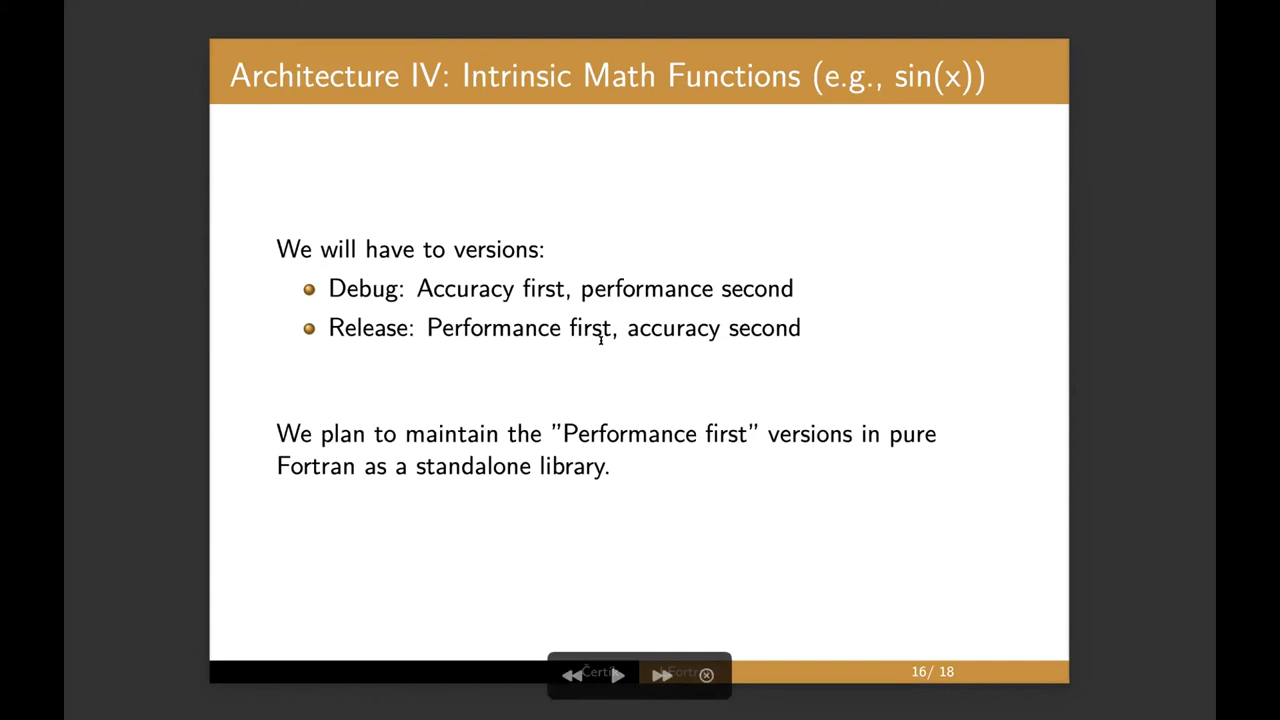 Architecture IV: Intrinsic Math Functions (e.g., sin(x))
We will have to versions:
Debug: Accuracy first, performance second
Release: Performance first, accuracy second
We plan to maintain the ”Performance first” versions in pure
Fortran as a standalone library.
16/ 18